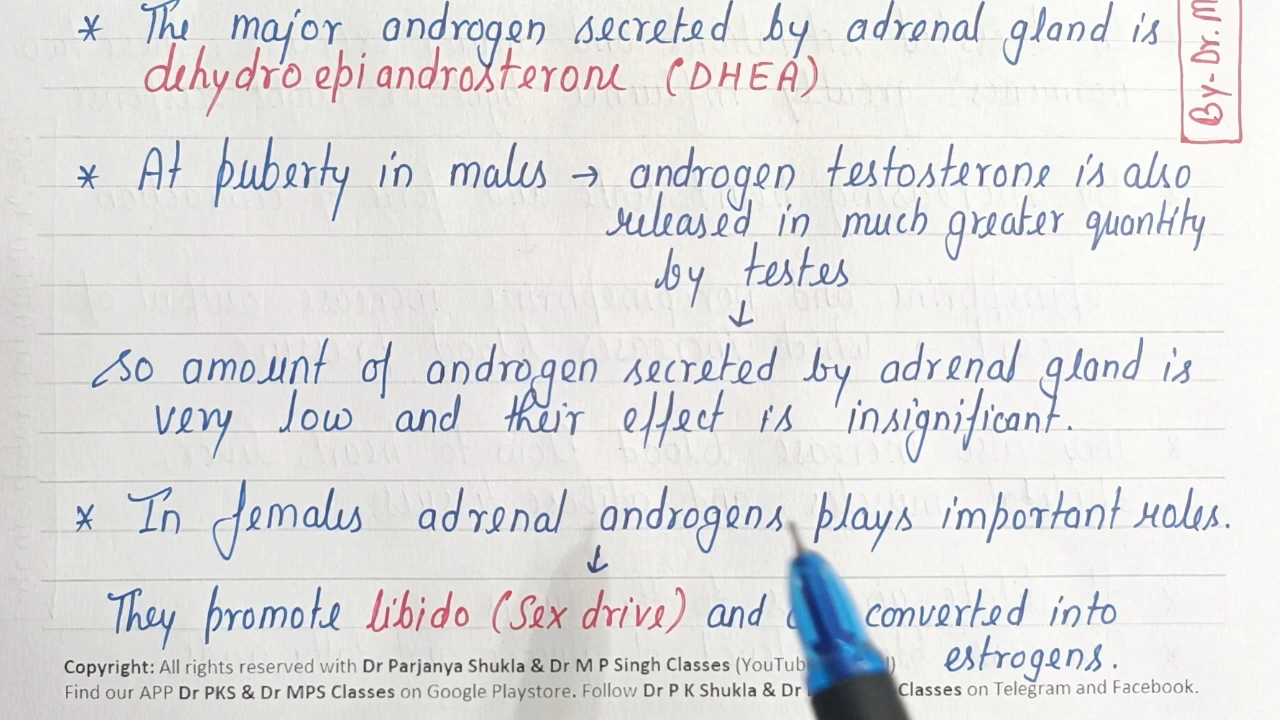 * The major androgen secreted by adrenal gland is
dehydroepiandrosterone (DHEA)
By-Dr. M
* At puberty in males → androgen testosterone is also
released in much greater quantity
by testes
↓
so amount of androgen secreted by adrenal gland is
very low and their effect is insignificant.
* In females adrenal androgens plays important roles.
↓
They promote libido (Sex drive) and converted into
estrogens.
Copyright: All rights reserved with Dr Parjanya Shukla & Dr M P Singh Classes (YouTub
Find our APP Dr PKS & Dr MPS Classes on Google Playstore. Follow Dr P K Shukla & Dr Classes on Telegram and Facebook.